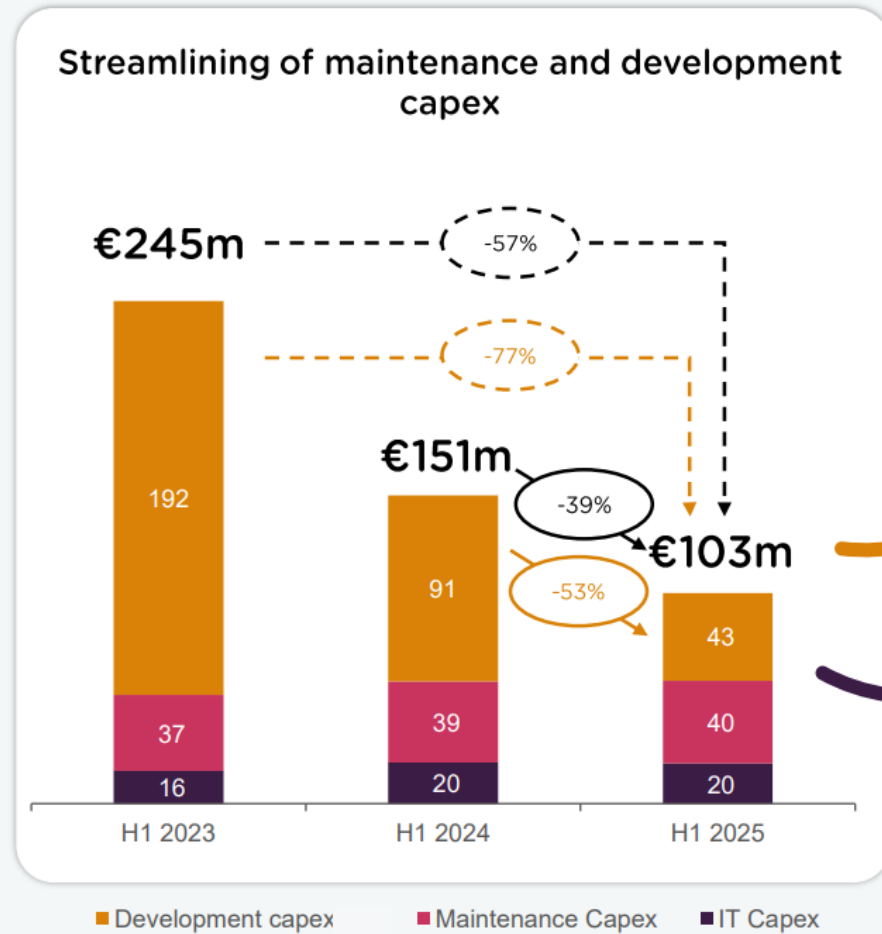 Streamlining of maintenance and development
capex
€245m
-57%
-77%
€151m
192
-39%
€103m
91
-53%
43
37
39
40
16
20
20
H1 2023
H1 2024
H1 2025
Development capex
Maintenance Capex
IT Capex